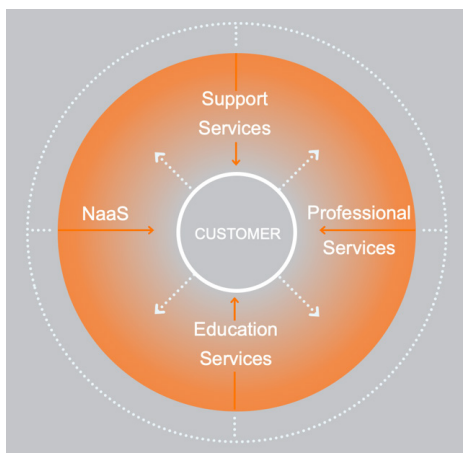 Support
Services
NaaS
CUSTOMER
Professional
Services
Education
Services